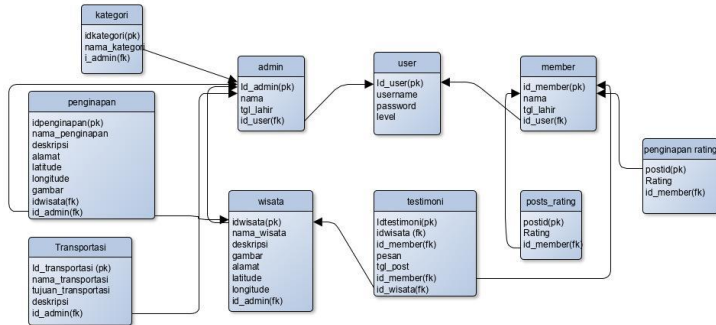 kategori
idkategori(pk)
nama_kategori
i_admin(fk)
admin
Id_admin(pk)
nama
tgl_lahir
id_user(fk)
user
Id_user(pk)
username
password
level
member
id_member(pk)
nama
tgl_lahir
id_user(fk)
penginapan
idpenginapan(pk)
nama_penginapan
deskripsi
alamat
latitude
longitude
gambar
idwisata(fk)
id_admin(fk)
penginapan rating
postid(pk)
Rating
id_member(fk)
wisata
idwisata(pk)
nama_wisata
deskripsi
gambar
alamat
latitude
longitude
id_admin(fk)
testimoni
Idtestimoni(pk)
idwisata (fk)
id_member(fk)
pesan
tgl_post
id_member(fk)
id_wisata(fk)
posts_rating
postid(pk)
Rating
id_member(fk)
Transportasi
Id_transportasi (pk)
nama_transportasi
tujuan_transportasi
deskripsi
id_admin(fk)